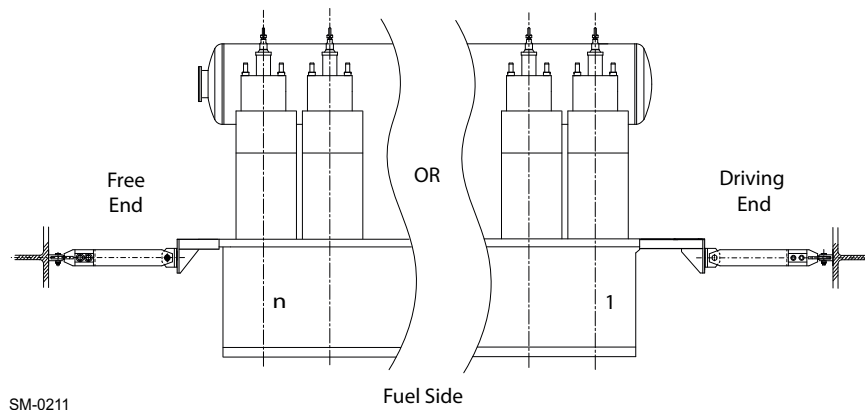 OR
Free
End
Driving
End
n
1
Fuel Side
SM-0211